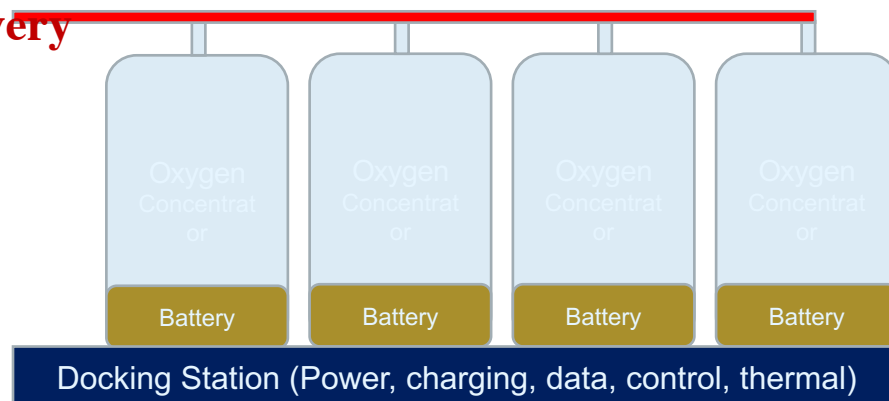 very
Oxygen Oxygen Oxygen Oxygen
Concentrat Concentrat Concentrat Concentrat
or or or or
Battery Battery Battery Battery
Docking Station (Power, charging, data, control, thermal)